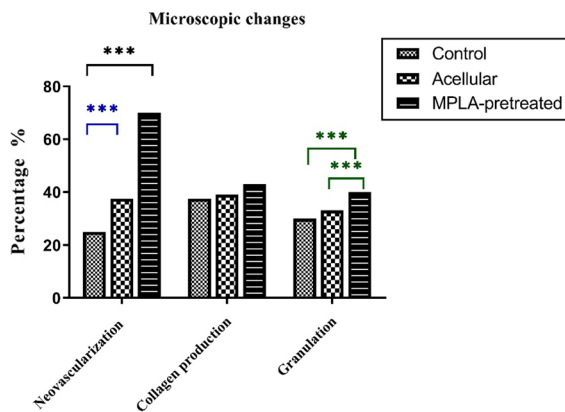 Microscopic changes
Control
Acellular
MPLA-pretreated
***
***
***
***
Percentage %
80
60
40
20
0
Neovascularization
Collagen production
Granulation